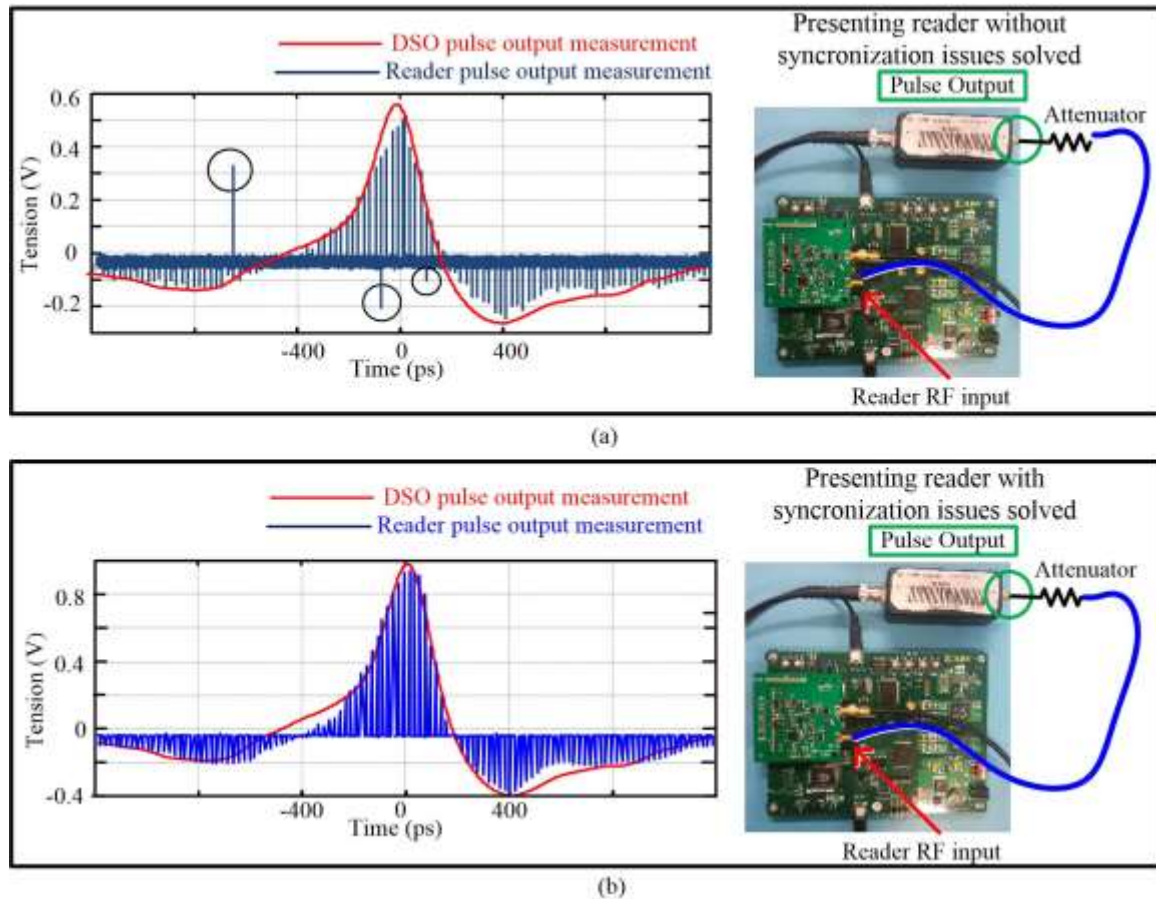 DSO pulse output measurement
Reader pulse output measurement
0.6
0.4
0.2
0
-0.2
Tension (V)
-400
0
400
Time (ps)
Presenting reader without
syncronization issues solved
Pulse Output
Attenuator
Reader RF input
(a)
DSO pulse output measurement
Reader pulse output measurement
0.8
0.4
0
-0.4
Tension (V)
-400
0
400
Time (ps)
Presenting reader with
syncronization issues solved
Pulse Output
Attenuator
Reader RF input
(b)